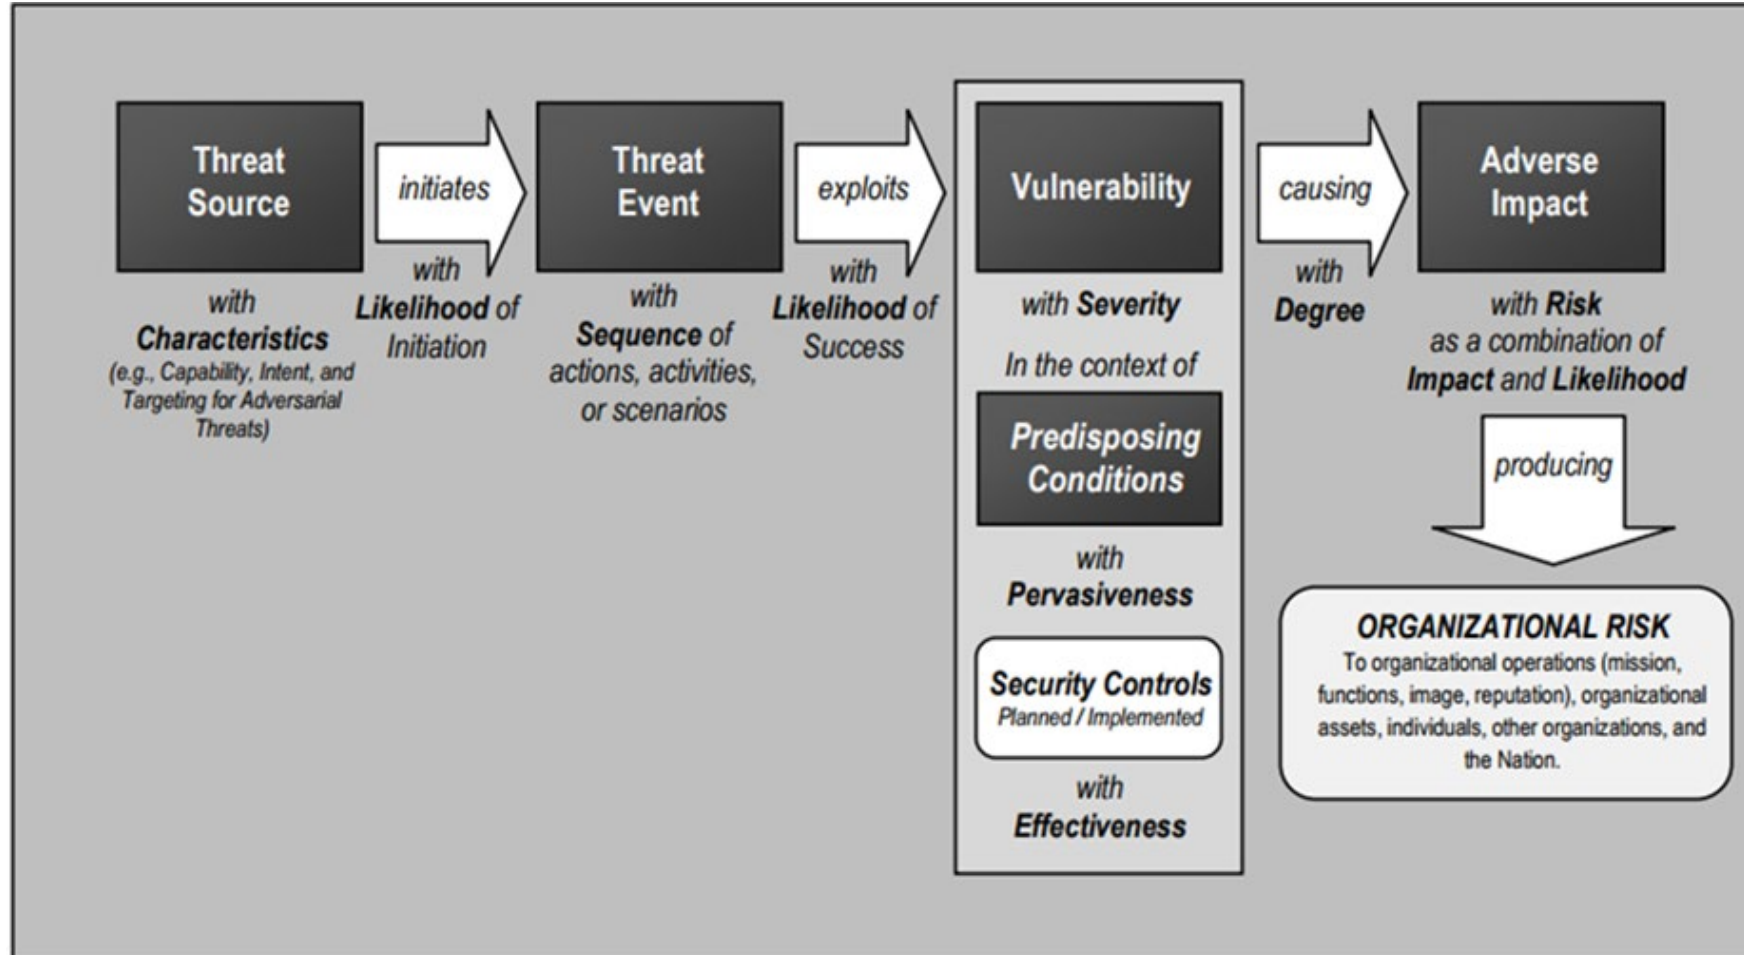 Threat
Source
initiates
Threat
Event
exploits
Vulnerability
causing
Adverse
Impact
with
Characteristics
(e.g., Capability, Intent, and
Targeting for Adversarial
Threats)
with
Likelihood of
Initiation
with
Sequence of
actions, activities,
or scenarios
with
Likelihood of
Success
with Severity
In the context of
Predisposing
Conditions
with
Pervasiveness
Security Controls
Planned / Implemented
with
Effectiveness
with
Degree
with Risk
as a combination of
Impact and Likelihood
producing
ORGANIZATIONAL RISK
To organizational operations (mission,
functions, image, reputation), organizational
assets, individuals, other organizations, and
the Nation.